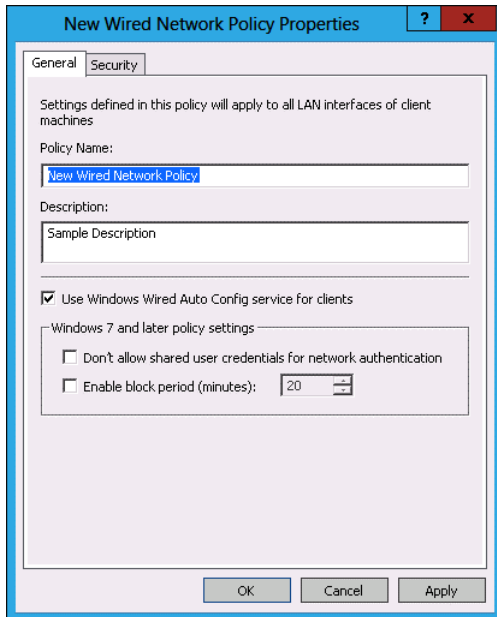 New Wired Network Policy Properties
?
x
General
Security
Settings defined in this policy will apply to all LAN interfaces of client
machines
Policy Name:
New Wired Network Policy
Description:
Sample Description
Use Windows Wired Auto Config service for clients
Windows 7 and later policy settings
Don't allow shared user credentials for network authentication
Enable block period (minutes):
20
OK
Cancel
Apply